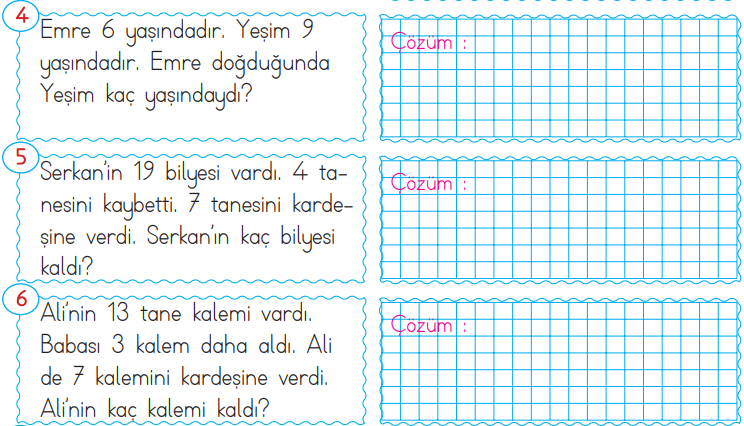 4
Emre 6 yaşındadır. Yeşim 9
yaşındadır. Emre doğduğunda
Yeşim kaç yaşındaydı?
Çözüm :
5
Serkan'in 19 bilyesi vardı. 4 ta-
nesini kaybetti. 7 tanesini karde-
şine verdi. Serkan'ın kaç bilyesi
kaldı?
Çözüm :
6
Ali'nin 13 tane kalemi vardı.
Babası 3 kalem daha aldı. Ali
de 7 kalemini kardeşine verdi.
Ali'nin kaç kalemi kaldı?
Çözüm :